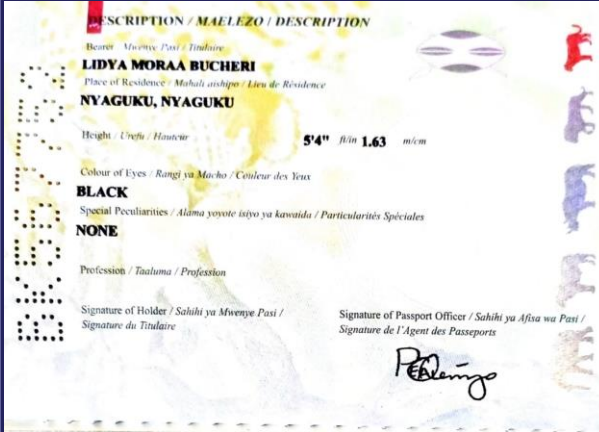 DESCRIPTION / MAELEZO / DESCRIPTION
Bearer Mwenye Pasi / Titulaire
LIDYA MORAA BUCHERI
Place of Residence / Mahali aishipo / Lieu de Résidence
NYAGUKU, NYAGUKU
Height / Urefu / Hauteur 5'4" ft/in 1.63 m/cm
Colour of Eyes / Rangi ya Macho / Couleur des Yeux
BLACK
Special Peculiarities / Alama yoyote isiyo ya kawaida / Particularités Spéciales
NONE
Profession / Taaluma / Profession
Signature of Holder / Sahihi ya Mwenye Pasi /
Signature du Titulaire
Signature of Passport Officer / Sahihi ya Afisa wa Pasi /
Signature de l'Agent des Passeports